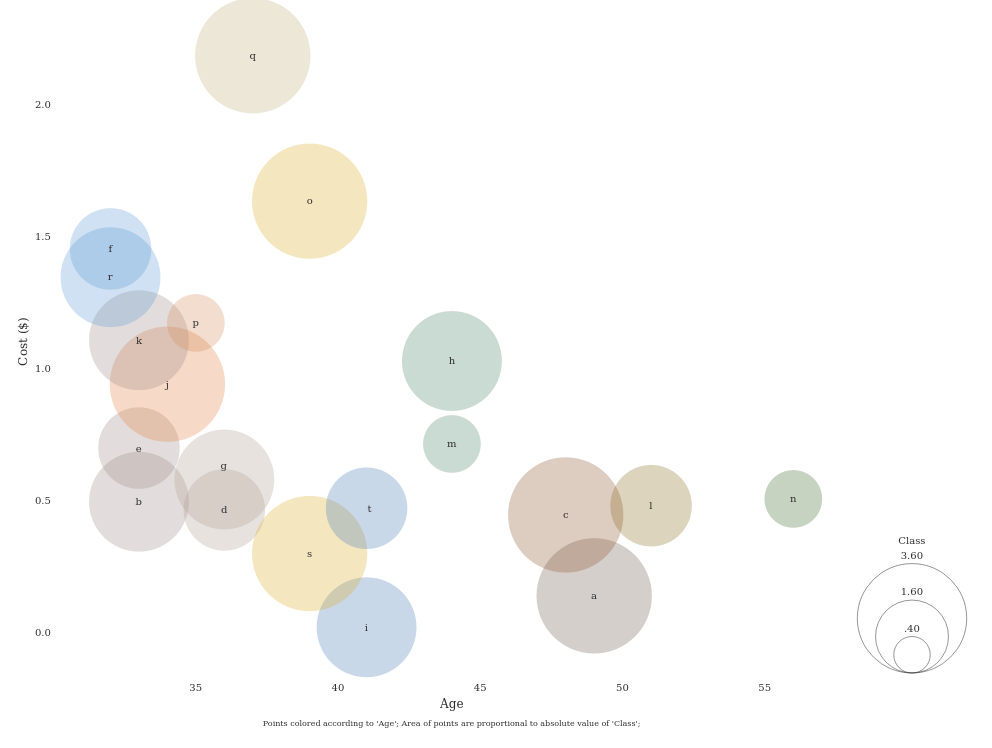 q
2.0
o
1.5
f
r
p
k
Cost ($)
h
1.0
j
m
e
g
0.5
b
d
t
c
l
n
s
a
i
0.0
Class
3.60
1.60
.40
35
40
45
50
55
Age
Points colored according to 'Age'; Area of points are proportional to absolute value of 'Class';